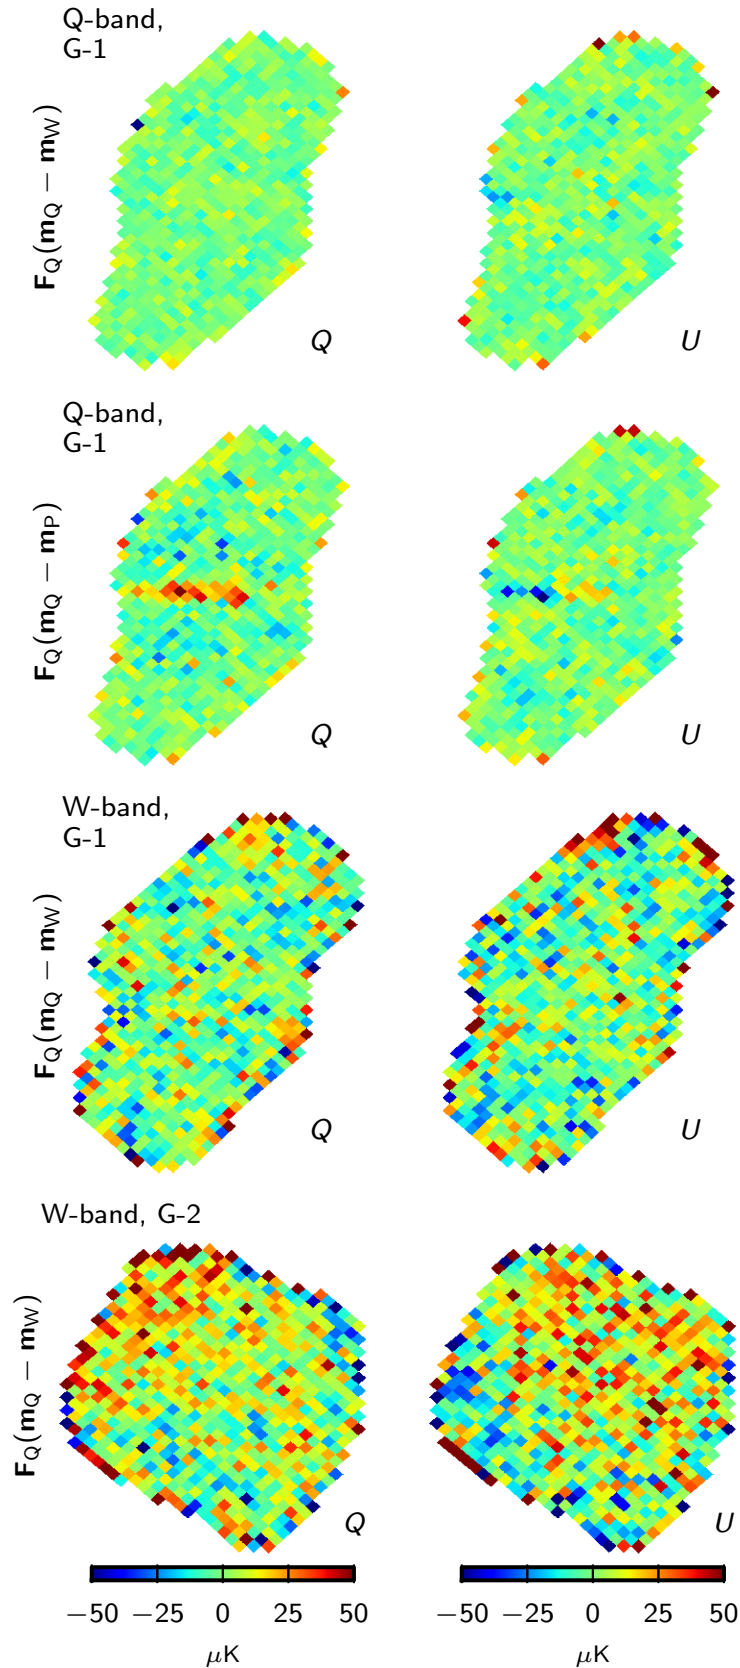 Q-band,
G-1
F_Q(m_Q − m_W)
Q
U
Q-band,
G-1
F_Q(m_Q − m_P)
Q
U
W-band,
G-1
F_Q(m_Q − m_W)
Q
U
W-band, G-2
F_Q(m_Q − m_W)
Q
U
−50 −25 0 25 50
μK
−50 −25 0 25 50
μK